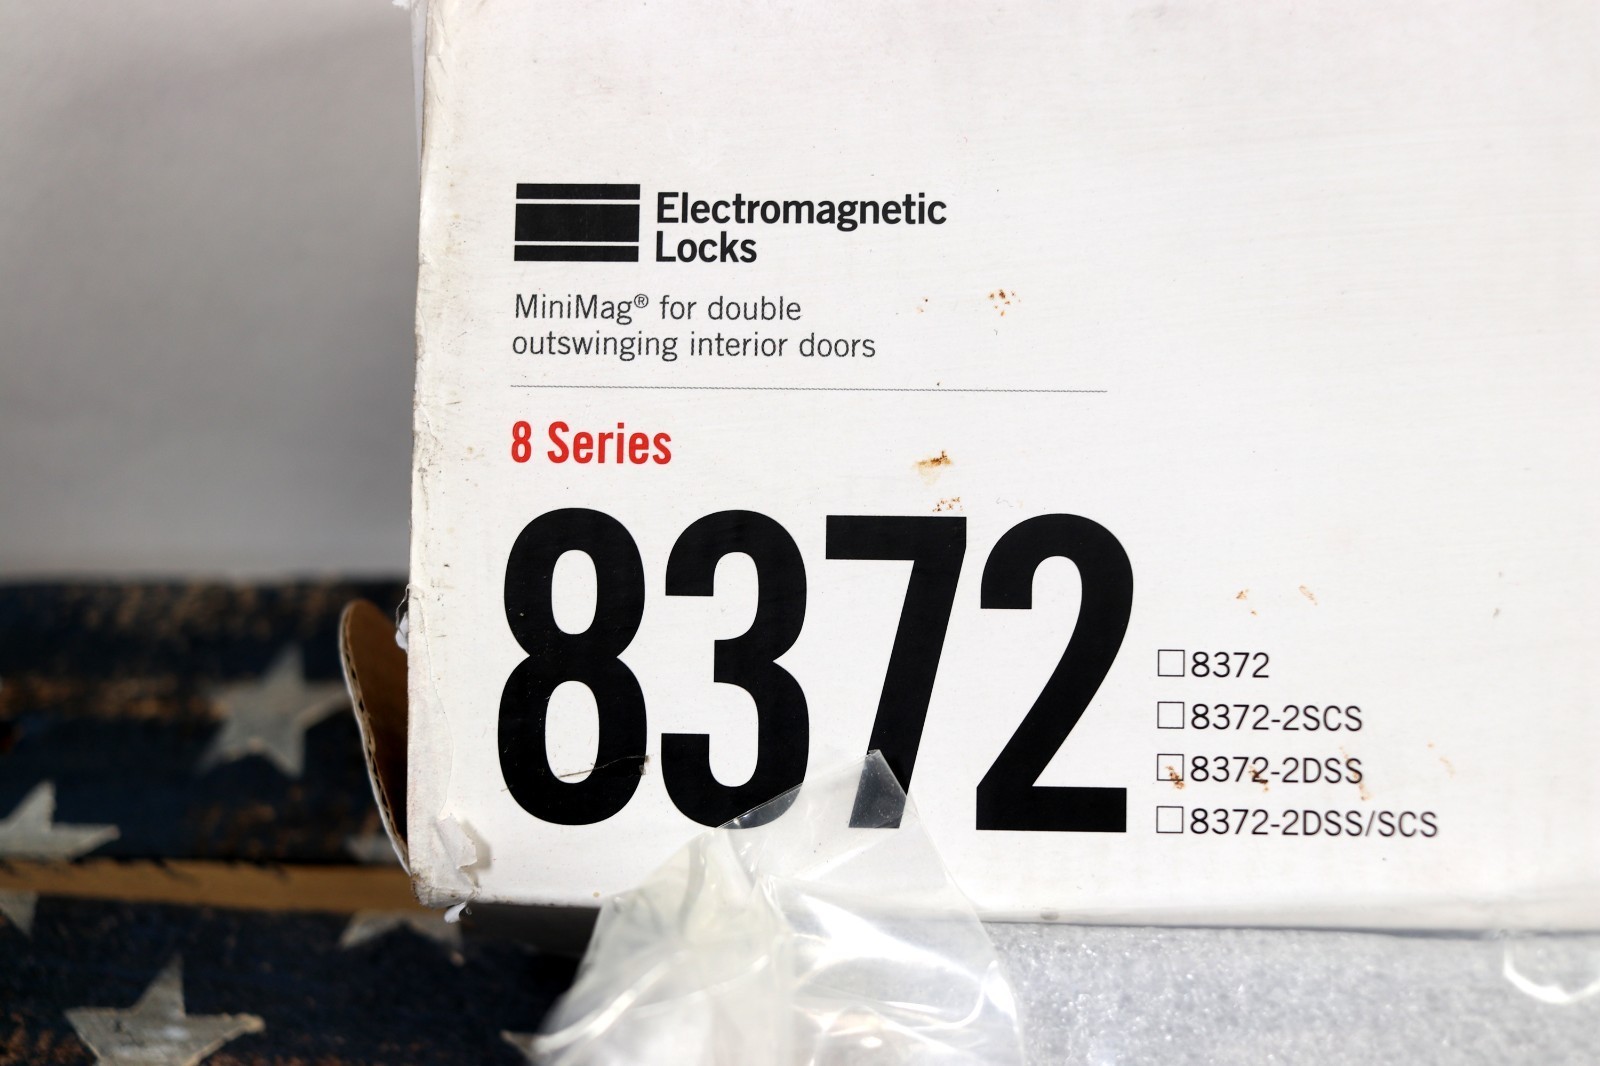 Electromagnetic
Locks
MiniMag® for double
outswinging interior doors
8 Series
8372
☐8372
☐8372-2SCS
☐8372-2DSS
☐8372-2DSS/SCS